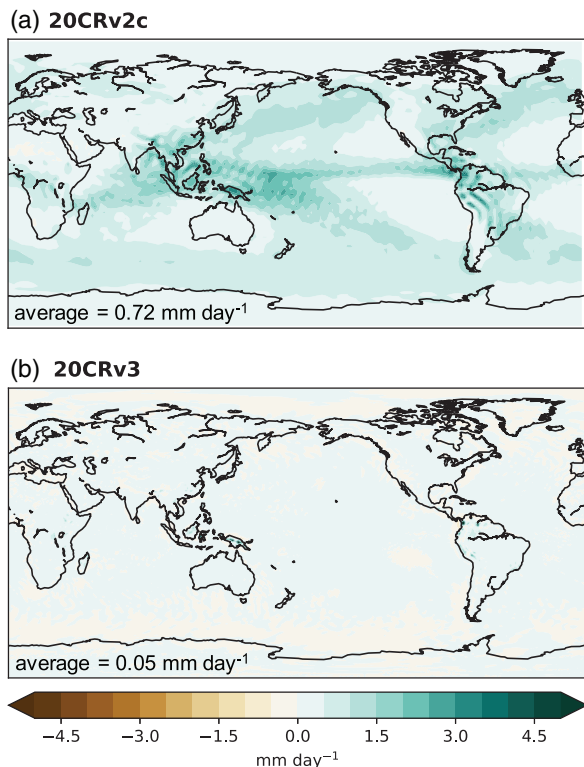 (a) 20CRv2c
average = 0.72 mm day⁻¹
(b) 20CRv3
average = 0.05 mm day⁻¹
−4.5 −3.0 −1.5 0.0 1.5 3.0 4.5
mm day⁻¹